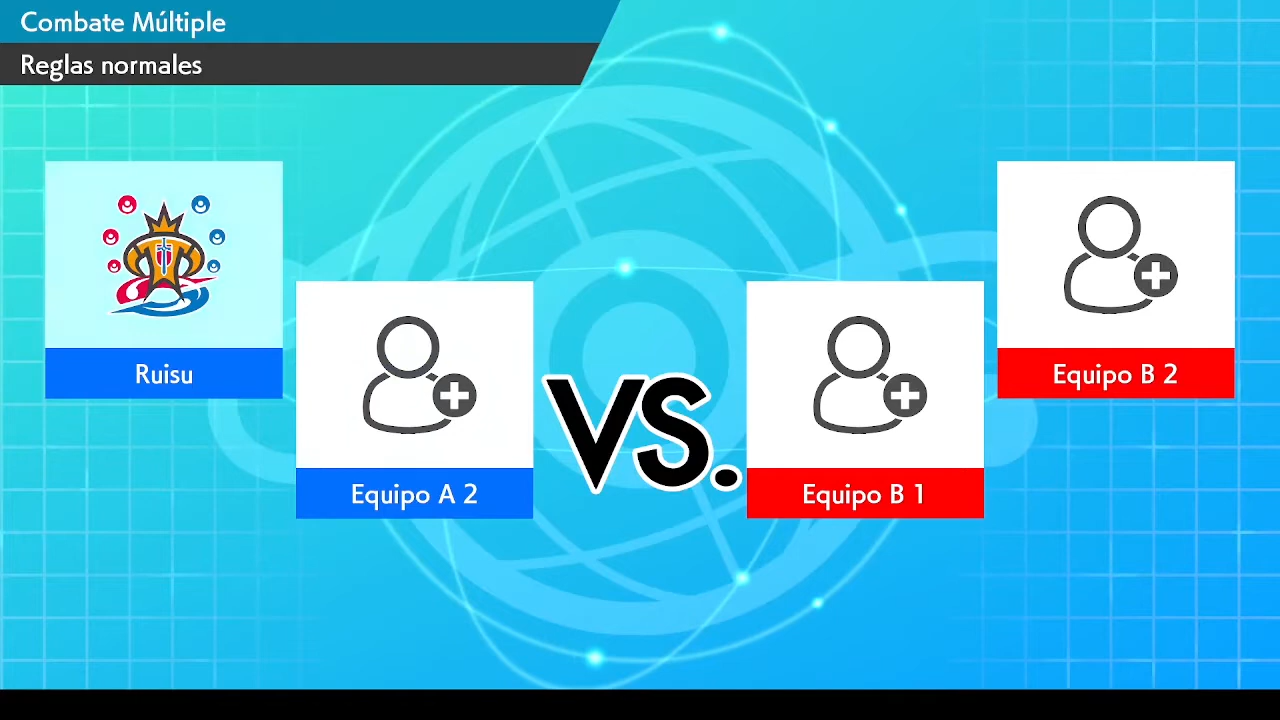 Combate Múltiple
Reglas normales
Ruisu
Equipo A 2
VS.
Equipo B 1
Equipo B 2